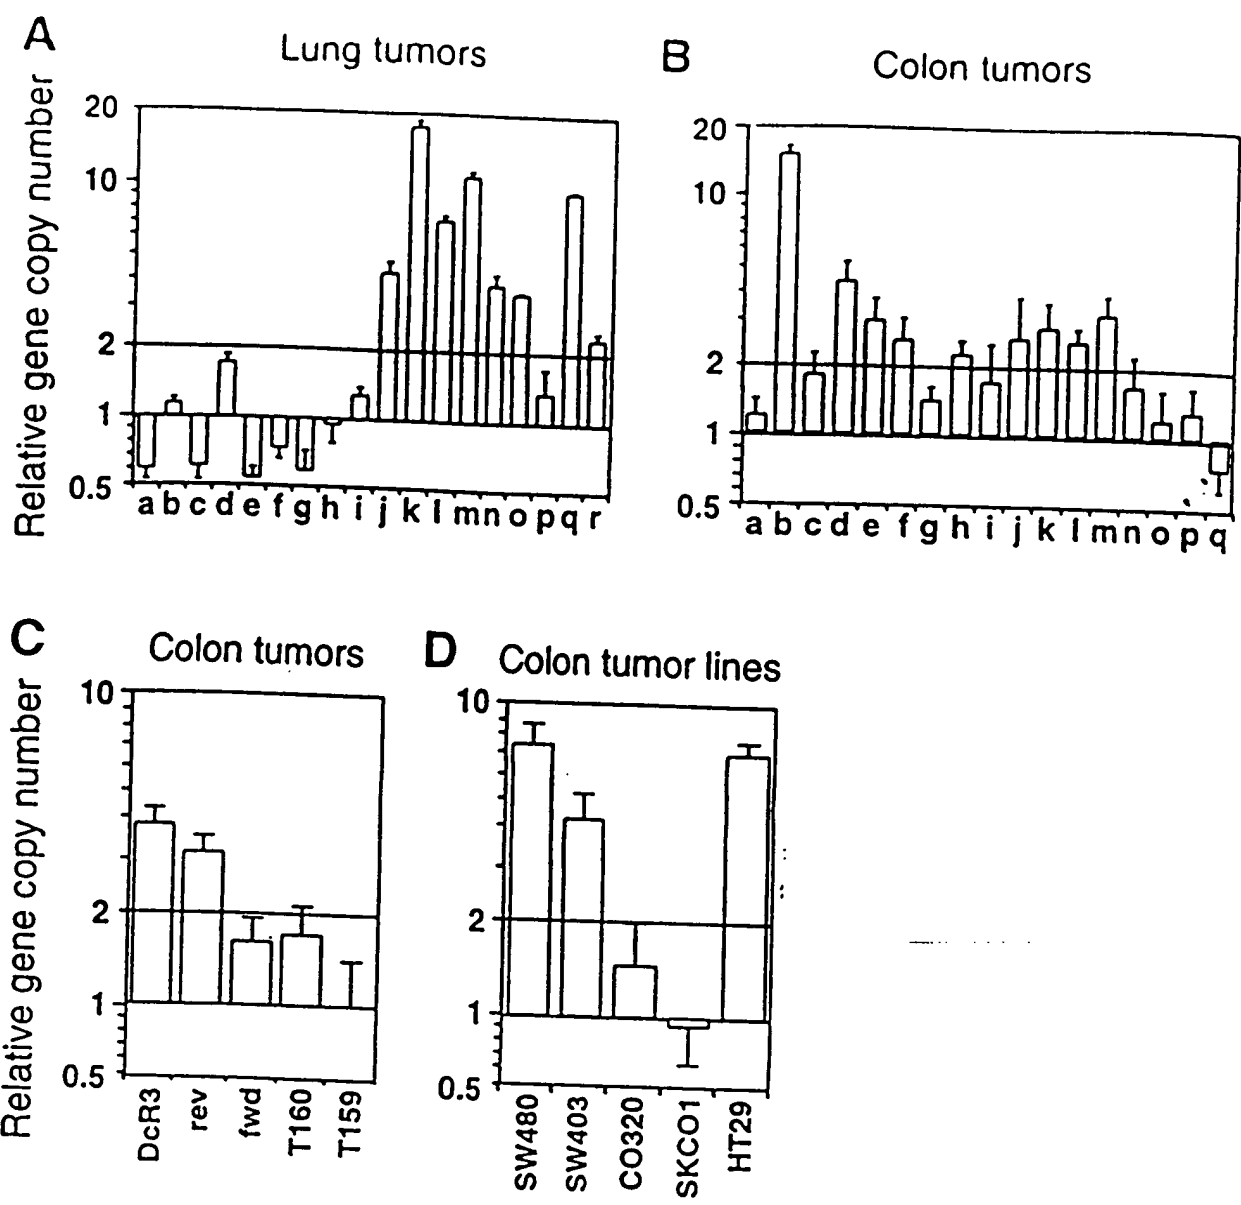 A
Lung tumors
Relative gene copy number
20
10
2
1
0.5
a b c d e f g h i j k l m n o p q r
B
Colon tumors
20
10
2
1
0.5
a b c d e f g h i j k l m n o p q
C
Colon tumors
Relative gene copy number
10
2
1
0.5
DcR3
rev
fwd
T160
T159
D
Colon tumor lines
10
2
1
0.5
SW480
SW403
CO320
SKCO1
HT29